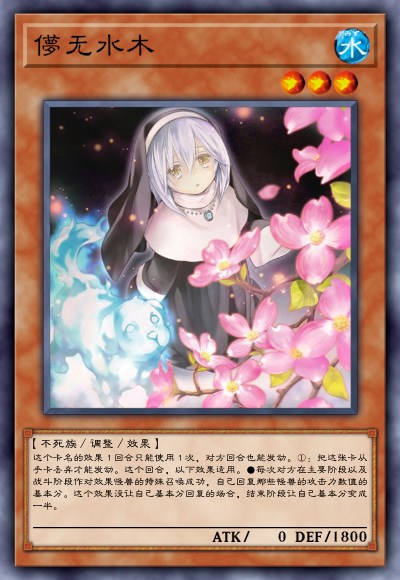 儚无水木
水
【不死族/调整/效果】
这个卡名的效果1回合只能使用1次，对方回合也能发动。①：把这张卡从
手卡丢弃才能发动。这个回合，以下效果适用。●每次对方在主要阶段以及
战斗阶段作对效果怪兽的特殊召唤成功，自己回复那些怪兽的攻击力数值的
基本分。这个效果没让自己基本分回复的场合，结束阶段让自己基本分变成
一半。
ATK/ 0 DEF/1800